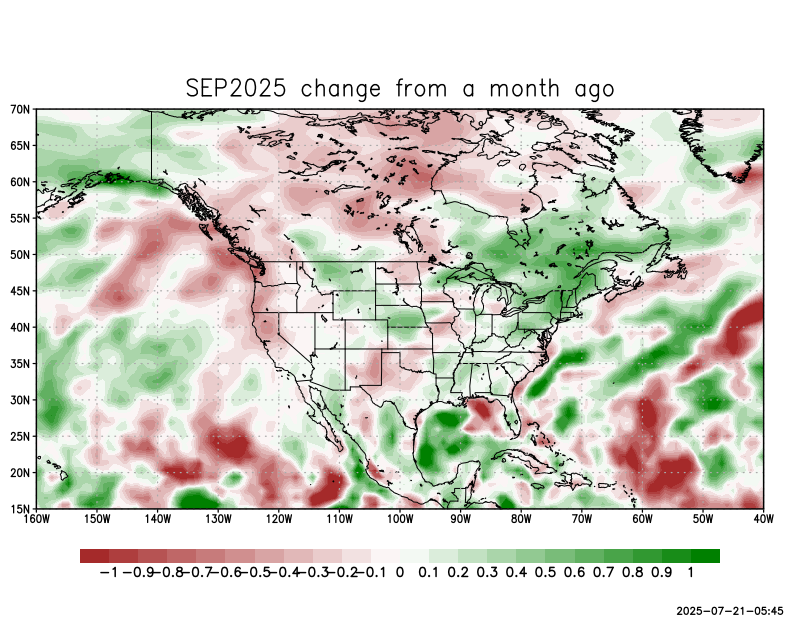 SEP2025 change from a month ago
70N
65N
60N
55N
50N
45N
40N
35N
30N
25N
20N
15N
160W 150W 140W 130W 120W 110W 100W 90W 80W 70W 60W 50W 40W
-1 -0.9 -0.8 -0.7 -0.6 -0.5 -0.4 -0.3 -0.2 -0.1 0 0.1 0.2 0.3 0.4 0.5 0.6 0.7 0.8 0.9 1
2025-07-21-05:45